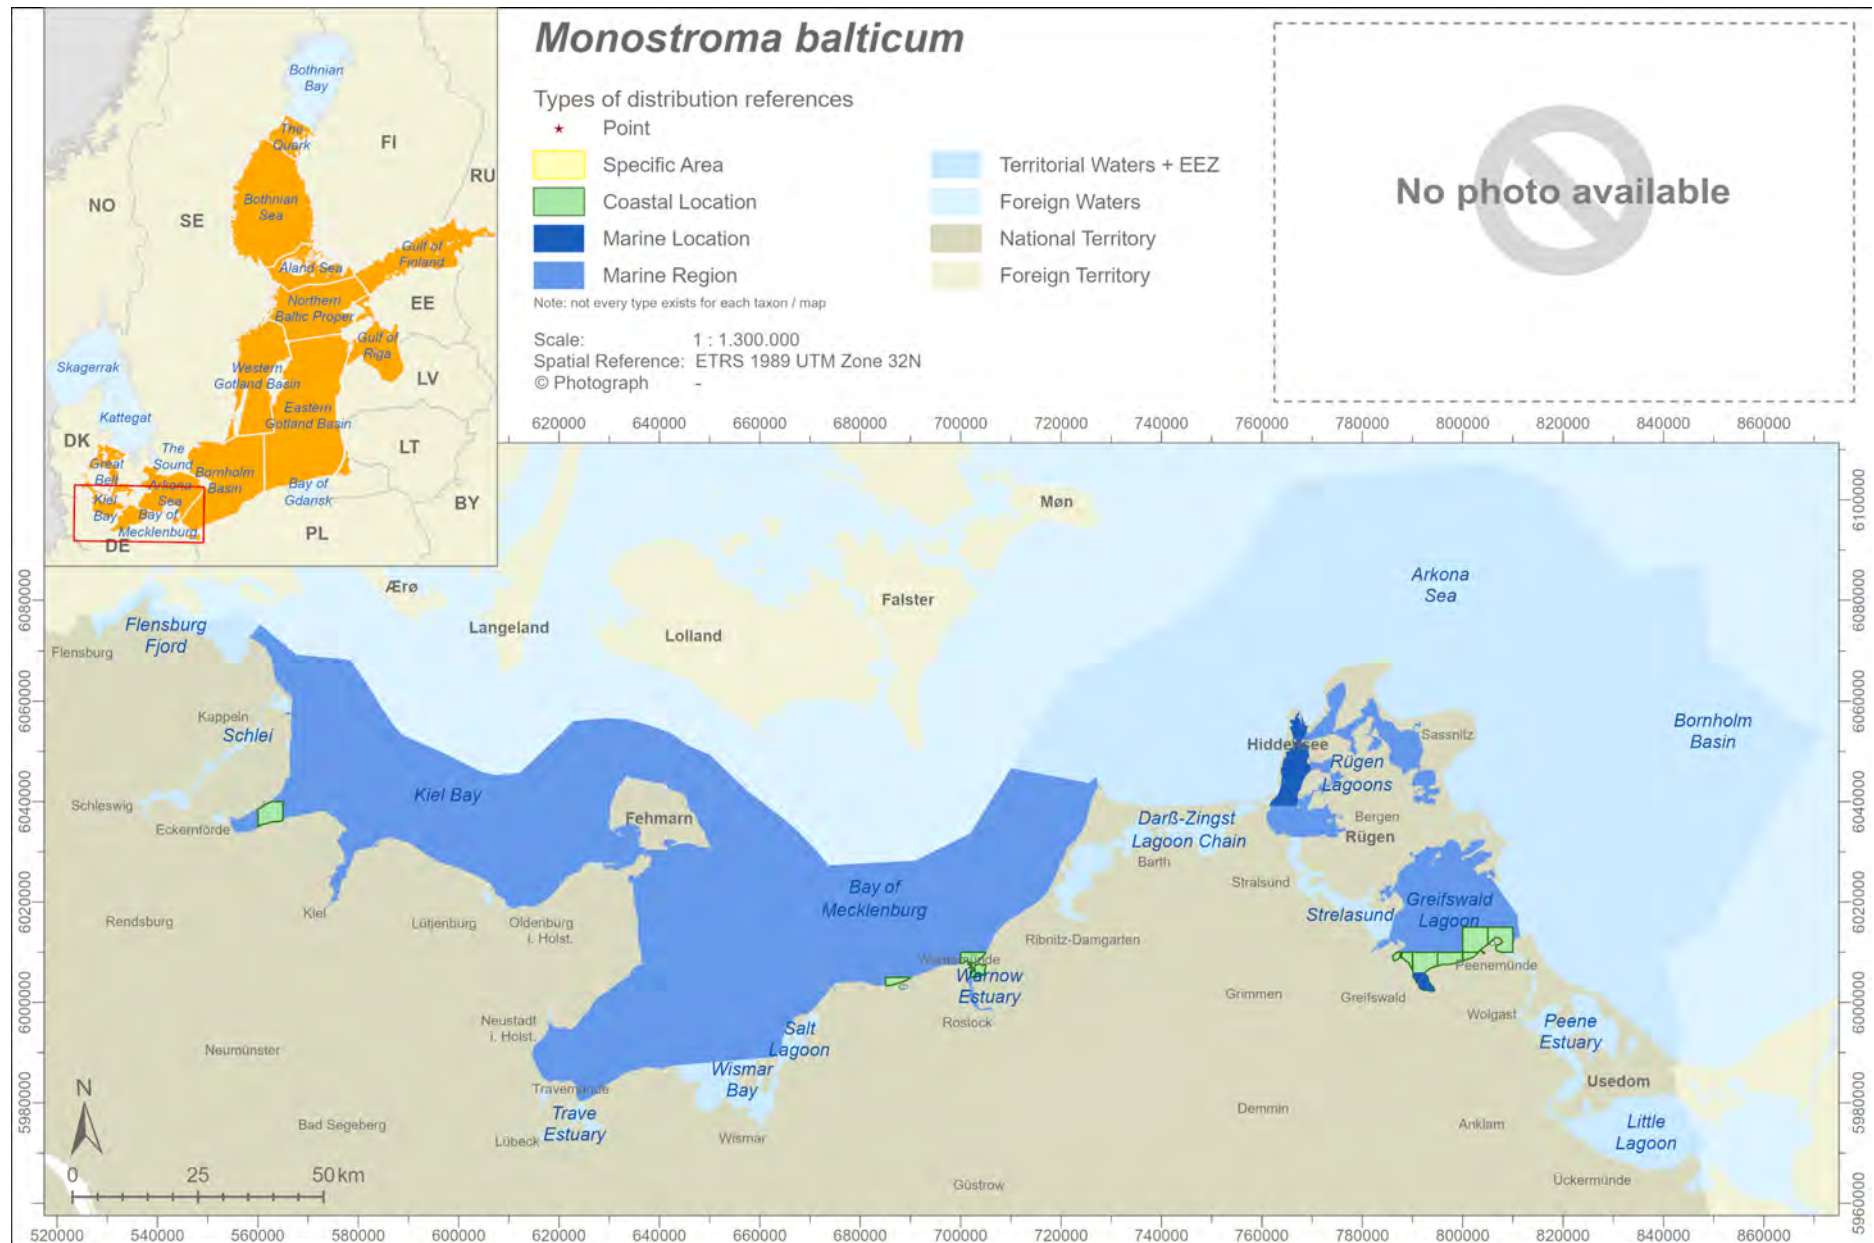 Monostroma balticum
Types of distribution references
Point
Specific Area
Coastal Location
Marine Location
Marine Region
Territorial Waters + EEZ
Foreign Waters
National Territory
Foreign Territory
Note: not every type exists for each taxon / map
Scale: 1 : 1.300.000
Spatial Reference: ETRS 1989 UTM Zone 32N
© Photograph -
No photo available
Bothnian
Bay
The
Quark
FI
RU
NO
SE
Bothnian
Sea
Gulf of
Finland
Åland Sea
Northern
Baltic Proper
EE
Gulf of
Riga
Skagerrak
Western
Gotland Basin
LV
Kattegat
Eastern
Gotland Basin
DK
The
Sound
LT
Great
Belt
Bornholm
Basin
Arkona
Sea
Bay of
Gdansk
Kiel
Bay
Bay of
Mecklenburg
BY
PL
DE
620000 640000 660000 680000 700000 720000 740000 760000 780000 800000 820000 840000 860000
Møn
Ærø
Langeland
Lolland
Falster
Arkona
Sea
Flensburg
Fjord
Flensburg
Kappeln
Schlei
Schleswig
Eckernförde
Kiel Bay
Fehmarn
Hiddensee
Rügen
Lagoons
Sassnitz
Bornholm
Basin
Bergen
Rügen
Darß-Zingst
Lagoon Chain
Barth
Stralsund
Strelasund
Greifswald
Lagoon
Rendsburg
Kiel
Lütjenburg
Oldenburg
i. Holst.
Bay of
Mecklenburg
Ribnitz-Damgarten
Warnemünde
Warnow
Estuary
Rostock
Grimmen
Greifswald
Peenemünde
Wolgast
Peene
Estuary
Usedom
Neumünster
Neustadt
i. Holst.
Salt
Lagoon
Wismar
Bay
Travemünde
Trave
Estuary
Lübeck
Wismar
Bad Segeberg
Demmin
Anklam
Little
Lagoon
Ückermünde
Güstrow
N
0 25 50 km
6080000
6060000
6040000
6020000
6000000
5980000
6100000
6080000
6060000
6040000
6020000
6000000
5980000
5960000
520000 540000 560000 580000 600000 620000 640000 660000 680000 700000 720000 740000 760000 780000 800000 820000 840000 860000